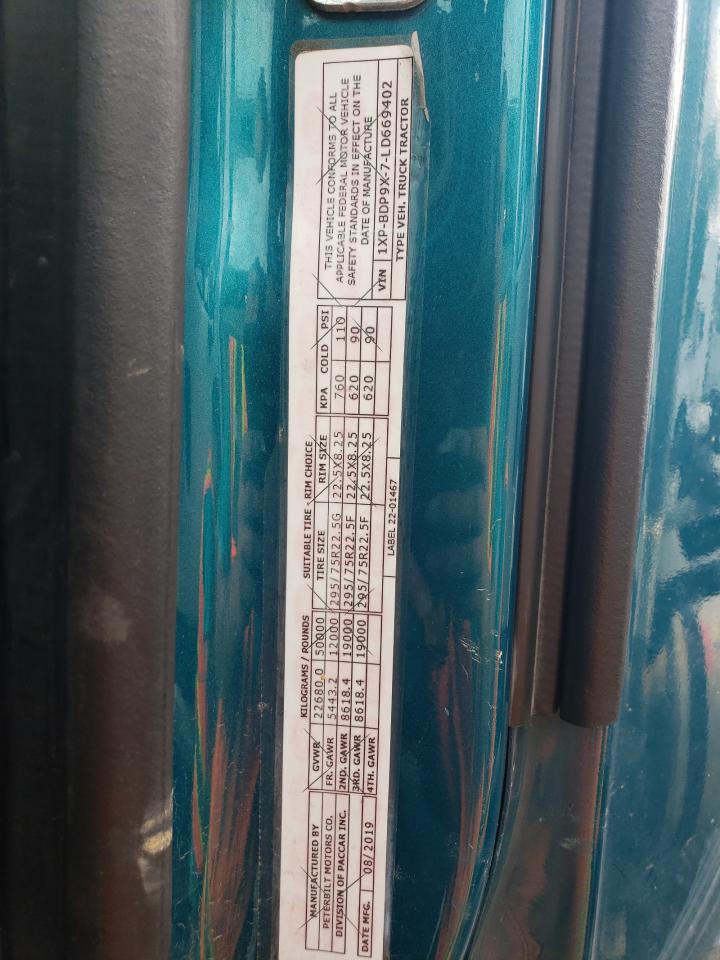 MANUFACTURED BY
PETERBILT MOTORS CO.
DIVISION OF PACCAR INC.
DATE MFG. 08/2019
KILOGRAMS / POUNDS
GVWR 22680.0 50000
FR. GAWR 5443.2 12000
2ND. GAWR 8618.4 19000
3RD. GAWR 8618.4 19000
4TH. GAWR
SUITABLE TIRE - RIM CHOICE
TIRE SIZE RIM SIZE
295/75R22.5G 22.5X8.25
295/75R22.5F 22.5X8.25
295/75R22.5F 22.5X8.25
KPA COLD PSI
760 110
620 90
620 90
LABEL 22-01467
THIS VEHICLE CONFORMS TO ALL
APPLICABLE FEDERAL MOTOR VEHICLE
SAFETY STANDARDS IN EFFECT ON THE
DATE OF MANUFACTURE
VIN 1XP-BDP9X-7-LD669402
TYPE VEH. TRUCK TRACTOR